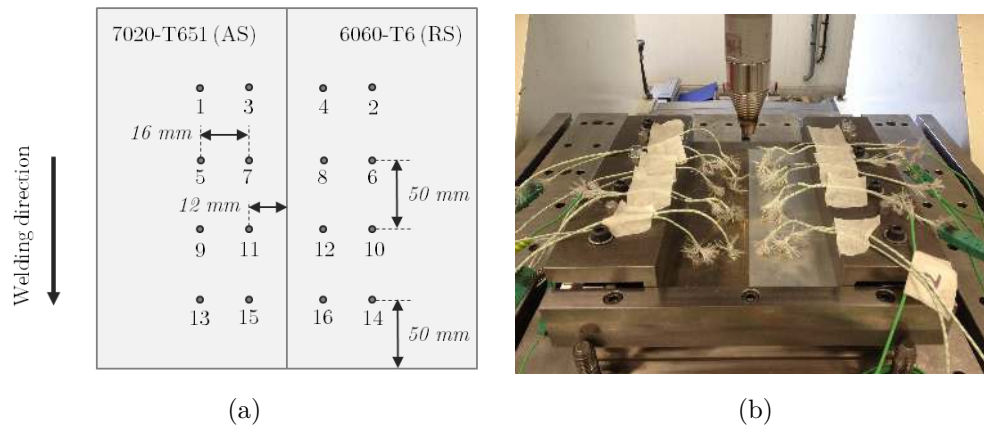 7020-T651 (AS) 6060-T6 (RS)
1 3 4 2
16 mm
5 7 8 6
50 mm
12 mm
9 11 12 10
13 15 16 14
50 mm
Welding direction
(a) (b)